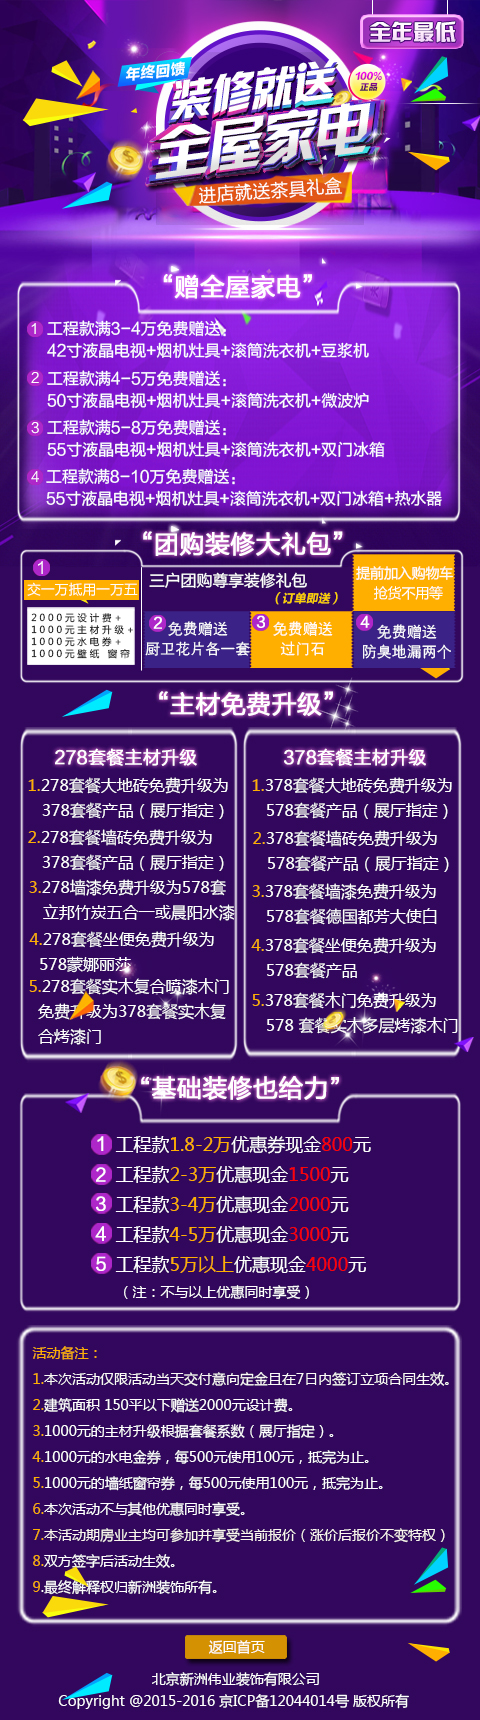 全年最低
年终回馈
装修就送
100%
正品
全屋家电
进店就送茶具礼盒
“赠全屋家电”
1 工程款满3-4万免费赠送:
42寸液晶电视+烟机灶具+滚筒洗衣机+豆浆机
2 工程款满4-5万免费赠送:
50寸液晶电视+烟机灶具+滚筒洗衣机+微波炉
3 工程款满5-8万免费赠送:
55寸液晶电视+烟机灶具+滚筒洗衣机+双门冰箱
4 工程款满8-10万免费赠送:
55寸液晶电视+烟机灶具+滚筒洗衣机+双门冰箱+热水器
“团购装修大礼包”
1
交一万抵用一万五
2000元设计费+
1000元主材升级+
1000元水电券+
1000元壁纸 窗帘
三户团购尊享装修礼包
（订单即送）
提前加入购物车
抢货不用等
2 免费赠送
厨卫花片各一套
3 免费赠送
过门石
4 免费赠送
防臭地漏两个
“主材免费升级”
278套餐主材升级
1.278套餐大地砖免费升级为
378套餐产品（展厅指定）
2.278套餐墙砖免费升级为
378套餐产品（展厅指定）
3.278墙漆免费升级为578套
立邦竹炭五合一或晨阳水漆
4.278套餐坐便免费升级为
578蒙娜丽莎
5.278套餐实木复合喷漆木门
免费升级为378套餐实木复
合烤漆门
378套餐主材升级
1.378套餐大地砖免费升级为
578套餐产品（展厅指定）
2.378套餐墙砖免费升级为
578套餐产品（展厅指定）
3.378套餐墙漆免费升级为
578套餐德国都芳大使白
4.378套餐坐便免费升级为
578套餐产品
5.378套餐木门免费升级为
578 套餐实木多层烤漆木门
“基础装修也给力”
1 工程款1.8-2万优惠券现金800元
2 工程款2-3万优惠现金1500元
3 工程款3-4万优惠现金2000元
4 工程款4-5万优惠现金3000元
5 工程款5万以上优惠现金4000元
（注：不与以上优惠同时享受）
活动备注：
1.本次活动仅限活动当天交付意向定金且在7日内签订立项合同生效。
2.建筑面积 150平以下赠送2000元设计费。
3.1000元的主材升级根据套餐系数（展厅指定）。
4.1000元的水电金券，每500元使用100元，抵完为止。
5.1000元的墙纸窗帘券，每500元使用100元，抵完为止。
6.本次活动不与其他优惠同时享受。
7.本活动期房业主均可参加并享受当前报价（涨价后报价不变特权）
8.双方签字后活动生效。
9.最终解释权归新洲装饰所有。
返回首页
北京新洲伟业装饰有限公司
Copyright @2015-2016 京ICP备12044014号 版权所有